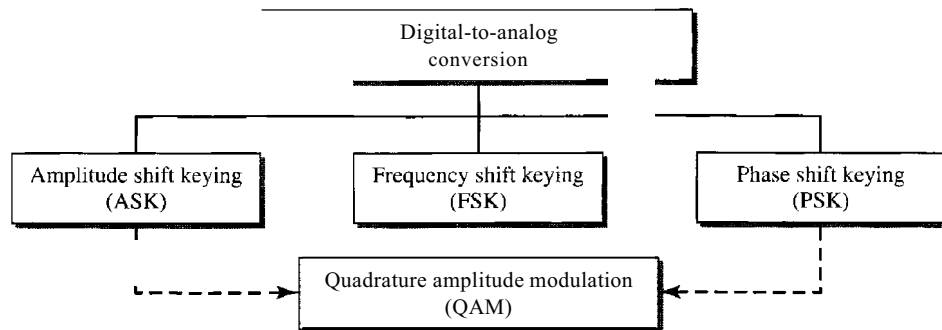 Digital-to-analog
conversion
Amplitude shift keying
(ASK)
Frequency shift keying
(FSK)
Phase shift keying
(PSK)
Quadrature amplitude modulation
(QAM)